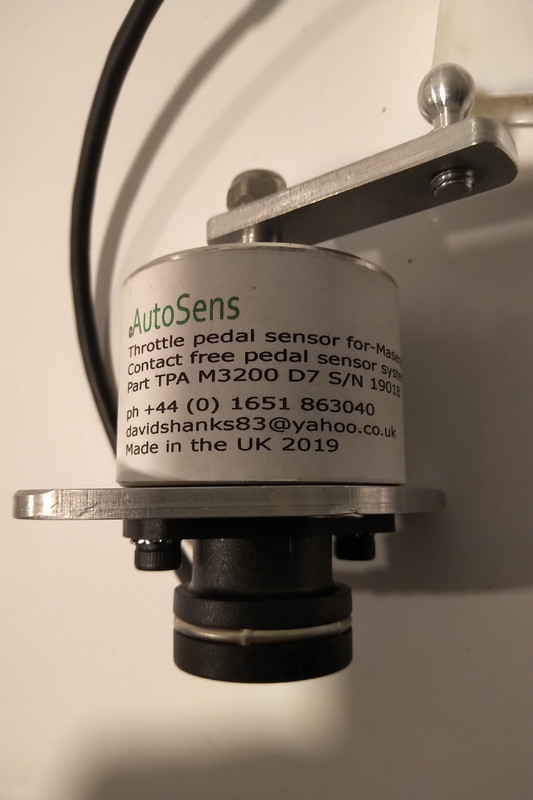 ©AutoSens
Throttle pedal sensor for-Mase
Contact free pedal sensor syste
Part TPA M3200 D7 S/N 19018
ph +44 (0) 1651 863040
davidshanks83@yahoo.co.uk
Made in the UK 2019